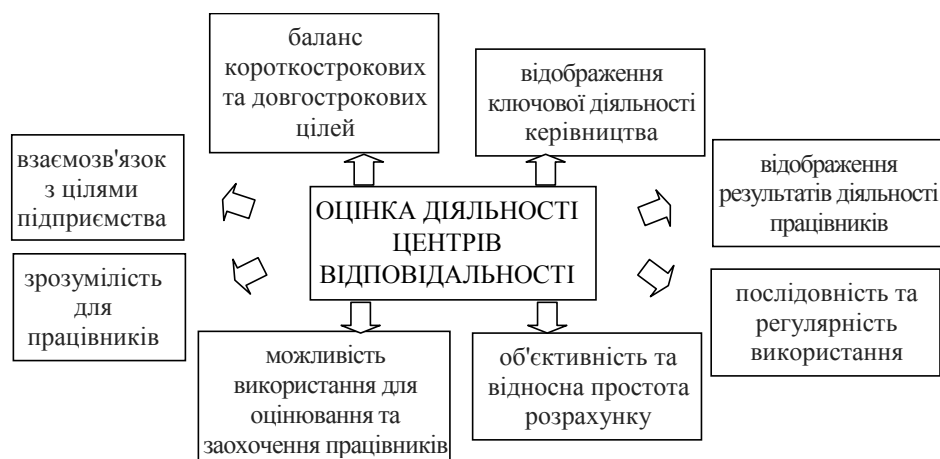 баланс
короткострокових
та довгострокових
цілей
відображення
ключової діяльності
керівництва
взаємозв'язок
з цілями
підприємства
ОЦІНКА ДІЯЛЬНОСТІ
ЦЕНТРІВ
ВІДПОВІДАЛЬНОСТІ
відображення
результатів діяльності
працівників
зрозумілість
для
працівників
послідовність та
регулярність
використання
можливість
використання для
оцінювання та
заохочення працівників
об'єктивність та
відносна простота
розрахунку